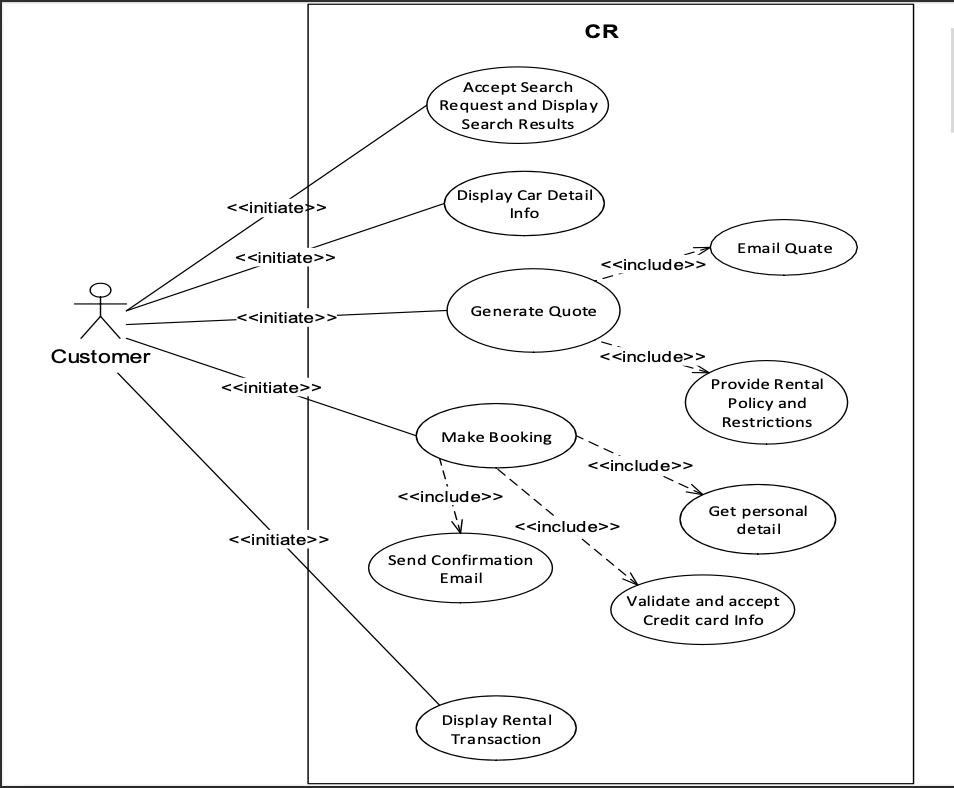 CR
Accept Search
Request and Display
Search Results
<<initiate>>
Display Car Detail
Info
<<initiate>>
Email Quate
<<include>>
Generate Quote
<<initiate>>
<<include>>
Customer
Provide Rental
Policy and
Restrictions
<<initiate>>
Make Booking
<<include>>
<<include>>
Get personal
detail
<<include>>
<<initiate>>
Send Confirmation
Email
Validate and accept
Credit card Info
Display Rental
Transaction